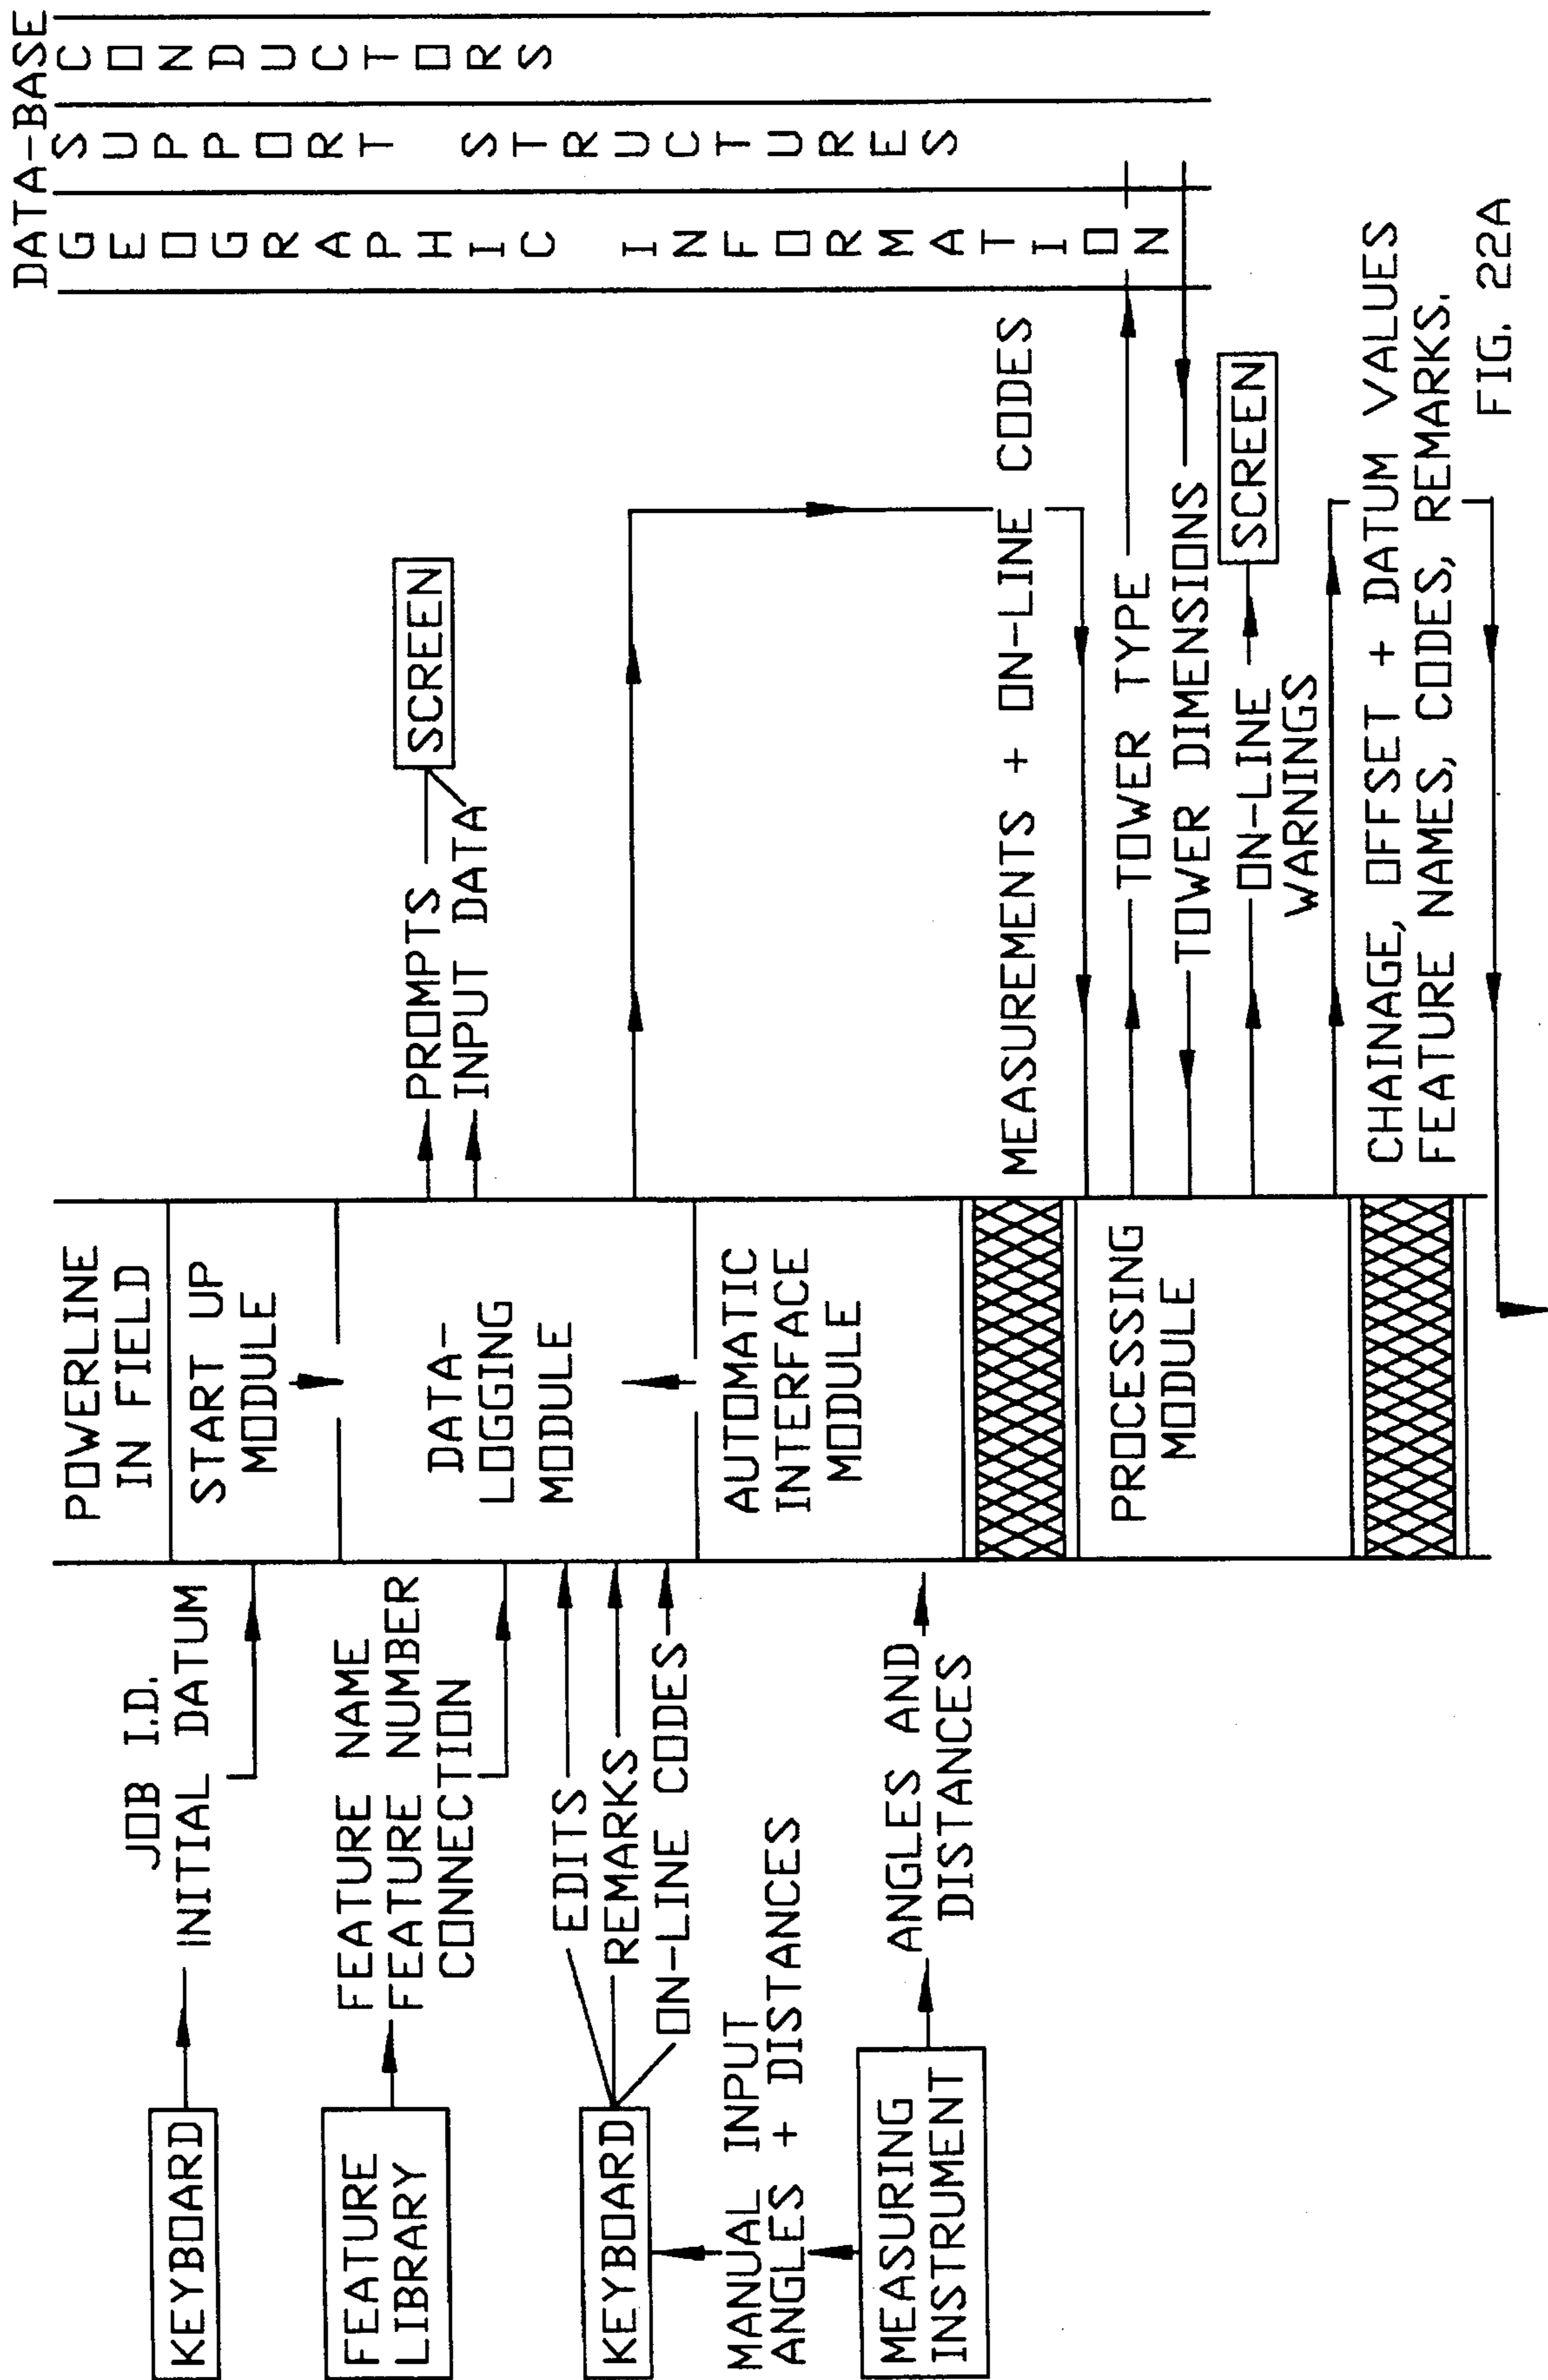 DATA-BASE
GEOGRAPHIC INFORMATION
SUPPORT STRUCTURES
CONDUCTORS
POWERLINE
IN FIELD
KEYBOARD
JOB I.D.
INITIAL DATUM
START UP
MODULE
FEATURE
LIBRARY
FEATURE NAME
FEATURE NUMBER
CONNECTION
DATA-
LOGGING
MODULE
PROMPTS
INPUT DATA
SCREEN
KEYBOARD
EDITS
REMARKS
ON-LINE CODES
MANUAL INPUT
ANGLES + DISTANCES
AUTOMATIC
INTERFACE
MODULE
MEASURING
INSTRUMENT
ANGLES AND
DISTANCES
MEASUREMENTS + ON-LINE CODES
PROCESSING
MODULE
TOWER TYPE
TOWER DIMENSIONS
ON-LINE
WARNINGS
SCREEN
CHAINAGE, OFFSET + DATUM VALUES
FEATURE NAMES, CODES, REMARKS.
FIG. 22A